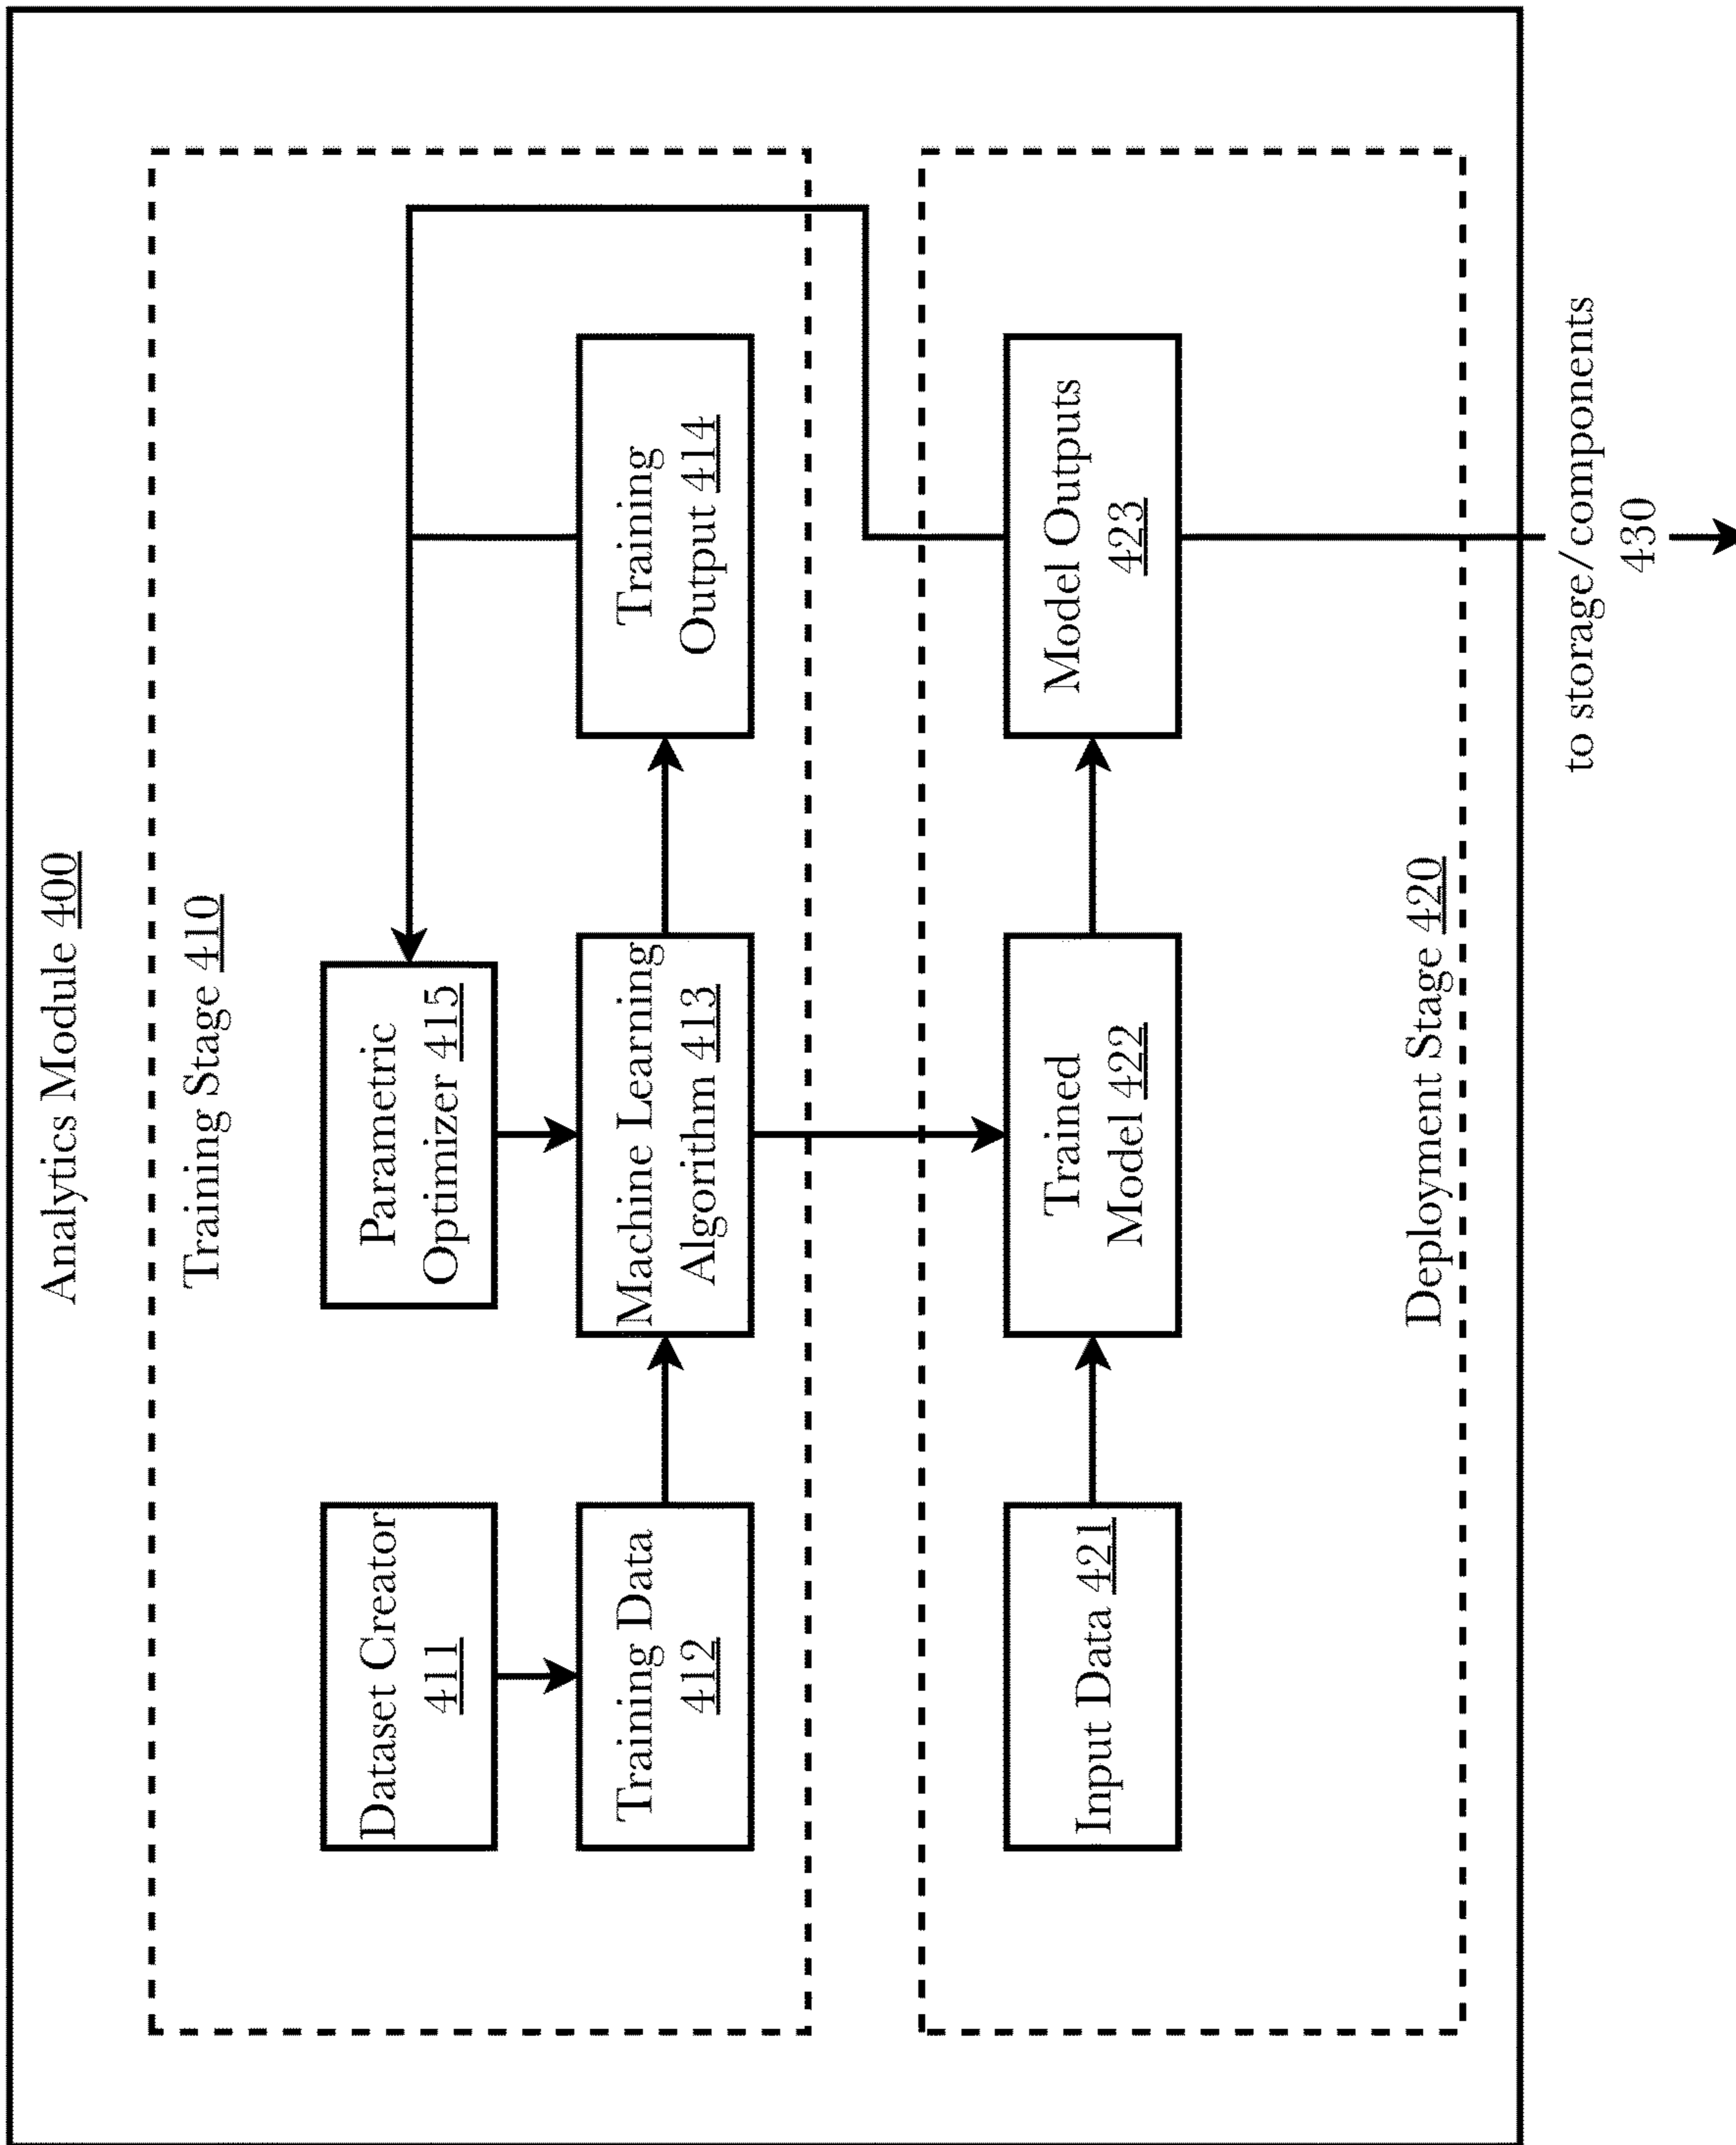 Analytics Module 400
Training Stage 410
Dataset Creator
411
Parametric
Optimizer 415
Training Data
412
Machine Learning
Algorithm 413
Training
Output 414
Input Data 421
Trained
Model 422
Model Outputs
423
Deployment Stage 420
to storage/components
430